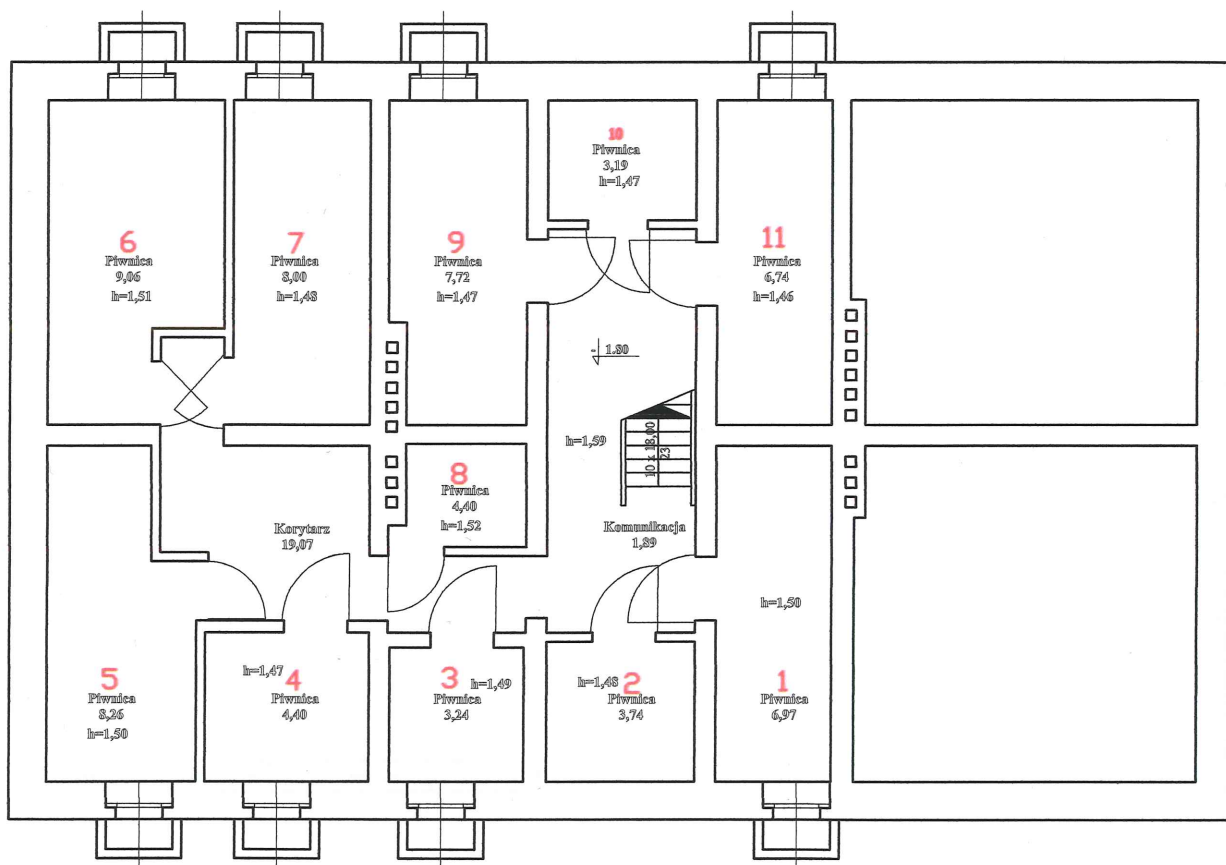 10
Piwnica
3,19
h=1,47
6
Piwnica
9,06
h=1,51
7
Piwnica
8,00
h=1,48
9
Piwnica
7,72
h=1,47
11
Piwnica
6,74
h=1,46
- 1.80
h=1,59
10 x 18,00
23
8
Piwnica
4,40
h=1,52
Korytarz
19,07
Komunikacja
1,89
h=1,50
5
Piwnica
8,26
h=1,50
h=1,47
4
Piwnica
4,40
3
h=1,49
Piwnica
3,24
h=1,48
2
Piwnica
3,74
1
Piwnica
6,97